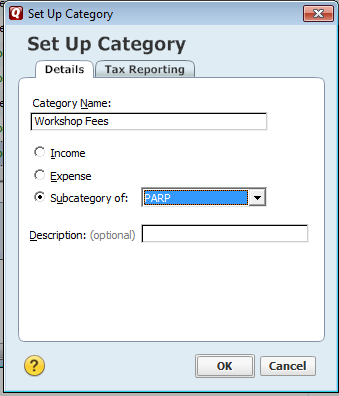 Set Up Category
Set Up Category
Details Tax Reporting
Category Name:
Workshop Fees
Income
Expense
Subcategory of: PARP
Description: (optional)
? OK Cancel